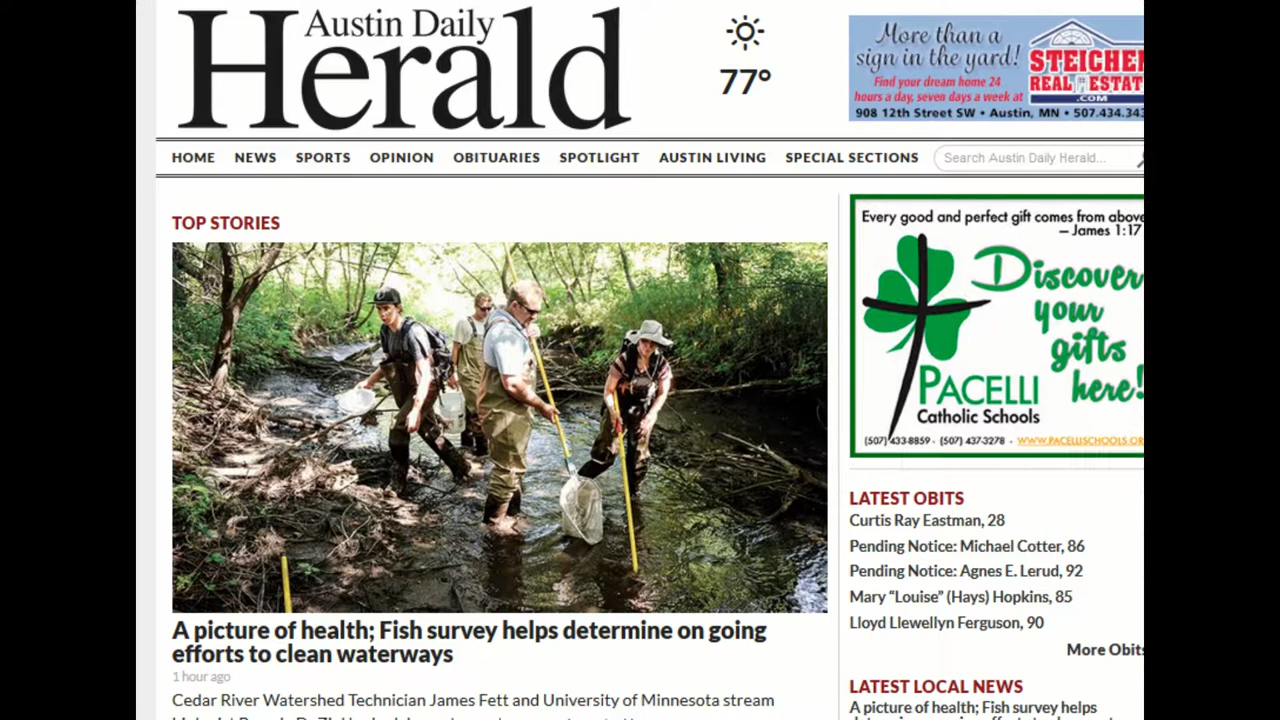 Austin Daily
Herald
77°
More than a
sign in the yard!
Find your dream home 24
hours a day, seven days a week at
STEICHEN
REAL ESTAT
.COM
908 12th Street SW • Austin, MN • 507.434.343
HOME NEWS SPORTS OPINION OBITUARIES SPOTLIGHT AUSTIN LIVING SPECIAL SECTIONS Search Austin Daily Herald...
TOP STORIES
A picture of health; Fish survey helps determine on going
efforts to clean waterways
1 hour ago
Cedar River Watershed Technician James Fett and University of Minnesota stream
Every good and perfect gift comes from above
— James 1:17
Discover
your
gifts
here!
PACELLI
Catholic Schools
(507) 433-8859 · (507) 437-3278 · WWW.PACELLISCHOOLS.OR
LATEST OBITS
Curtis Ray Eastman, 28
Pending Notice: Michael Cotter, 86
Pending Notice: Agnes E. Lerud, 92
Mary “Louise” (Hays) Hopkins, 85
Lloyd Llewellyn Ferguson, 90
More Obits
LATEST LOCAL NEWS
A picture of health; Fish survey helps